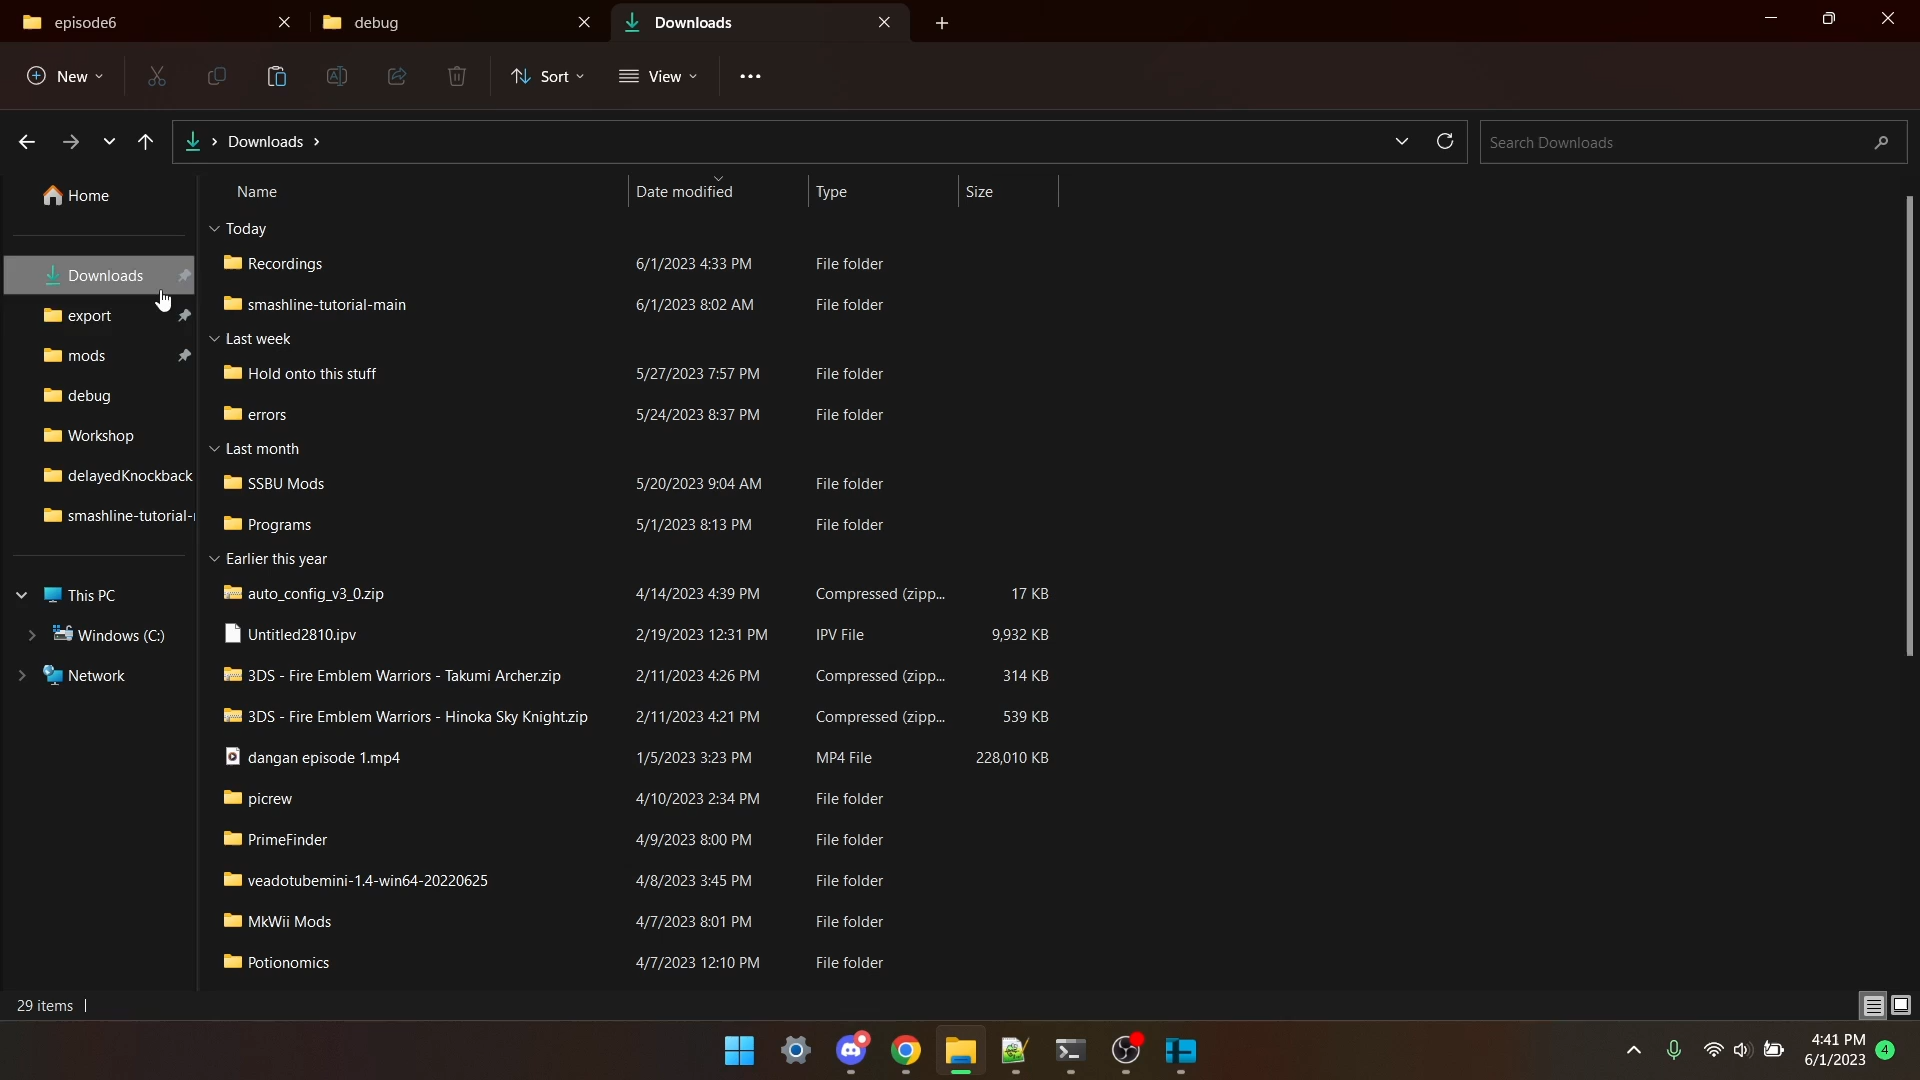 episode6
debug
Downloads
New
Sort
View
Downloads
Search Downloads
Home
Downloads
export
mods
debug
Workshop
delayedKnockback
smashline-tutorial-
This PC
Windows (C:)
Network
Name Date modified Type Size
Today
Recordings 6/1/2023 4:33 PM File folder
smashline-tutorial-main 6/1/2023 8:02 AM File folder
Last week
Hold onto this stuff 5/27/2023 7:57 PM File folder
errors 5/24/2023 8:37 PM File folder
Last month
SSBU Mods 5/20/2023 9:04 AM File folder
Programs 5/1/2023 8:13 PM File folder
Earlier this year
auto_config_v3_0.zip 4/14/2023 4:39 PM Compressed (zipp... 17 KB
Untitled2810.ipv 2/19/2023 12:31 PM IPV File 9,932 KB
3DS - Fire Emblem Warriors - Takumi Archer.zip 2/11/2023 4:26 PM Compressed (zipp... 314 KB
3DS - Fire Emblem Warriors - Hinoka Sky Knight.zip 2/11/2023 4:21 PM Compressed (zipp... 539 KB
dangan episode 1.mp4 1/5/2023 3:23 PM MP4 File 228,010 KB
picrew 4/10/2023 2:34 PM File folder
PrimeFinder 4/9/2023 8:00 PM File folder
veadotubemini-1.4-win64-20220625 4/8/2023 3:45 PM File folder
MkWii Mods 4/7/2023 8:01 PM File folder
Potionomics 4/7/2023 12:10 PM File folder
29 items
4:41 PM
6/1/2023
4